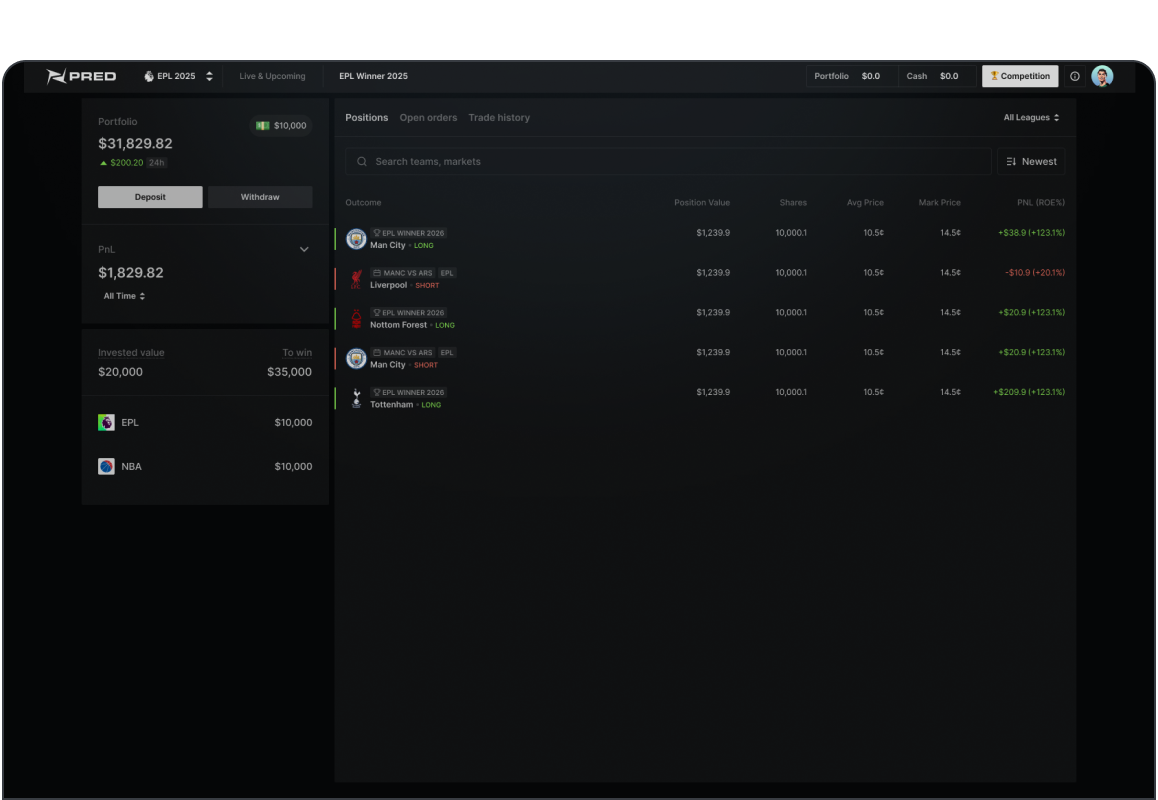 PRED EPL 2025 Live & Upcoming EPL Winner 2025 Portfolio $0.0 Cash $0.0 Competition
Portfolio
$10,000
$31,829.82
$200.20 24h
Deposit Withdraw
PnL
$1,829.82
All Time
Invested value To win
$20,000 $35,000
EPL $10,000
NBA $10,000
Positions Open orders Trade history All Leagues
Search teams, markets Newest
Outcome Position Value Shares Avg Price Mark Price PNL (ROE%)
EPL WINNER 2026 $1,239.9 10,000.1 10.5¢ 14.5¢ +$38.9 (+123.1%)
Man City • LONG
MANC VS ARS EPL $1,239.9 10,000.1 10.5¢ 14.5¢ -$10.9 (+20.1%)
Liverpool • SHORT
EPL WINNER 2026 $1,239.9 10,000.1 10.5¢ 14.5¢ +$20.9 (+123.1%)
Nottom Forest • LONG
MANC VS ARS EPL $1,239.9 10,000.1 10.5¢ 14.5¢ +$20.9 (+123.1%)
Man City • SHORT
EPL WINNER 2026 $1,239.9 10,000.1 10.5¢ 14.5¢ +$209.9 (+123.1%)
Tottenham • LONG